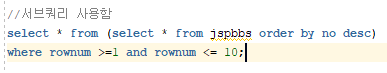 //서브쿼리 사용함
select * from (select * from jspbbs order by no desc)
where rownum >=1 and rownum <= 10;